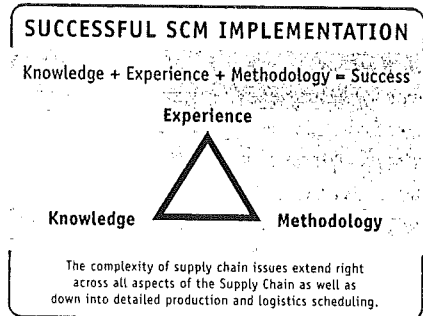 SUCCESSFUL SCM IMPLEMENTATION
Knowledge + Experience + Methodology = Success
Experience
Knowledge Methodology
The complexity of supply chain issues extend right
across all aspects of the Supply Chain as well as
down into detailed production and logistics scheduling.